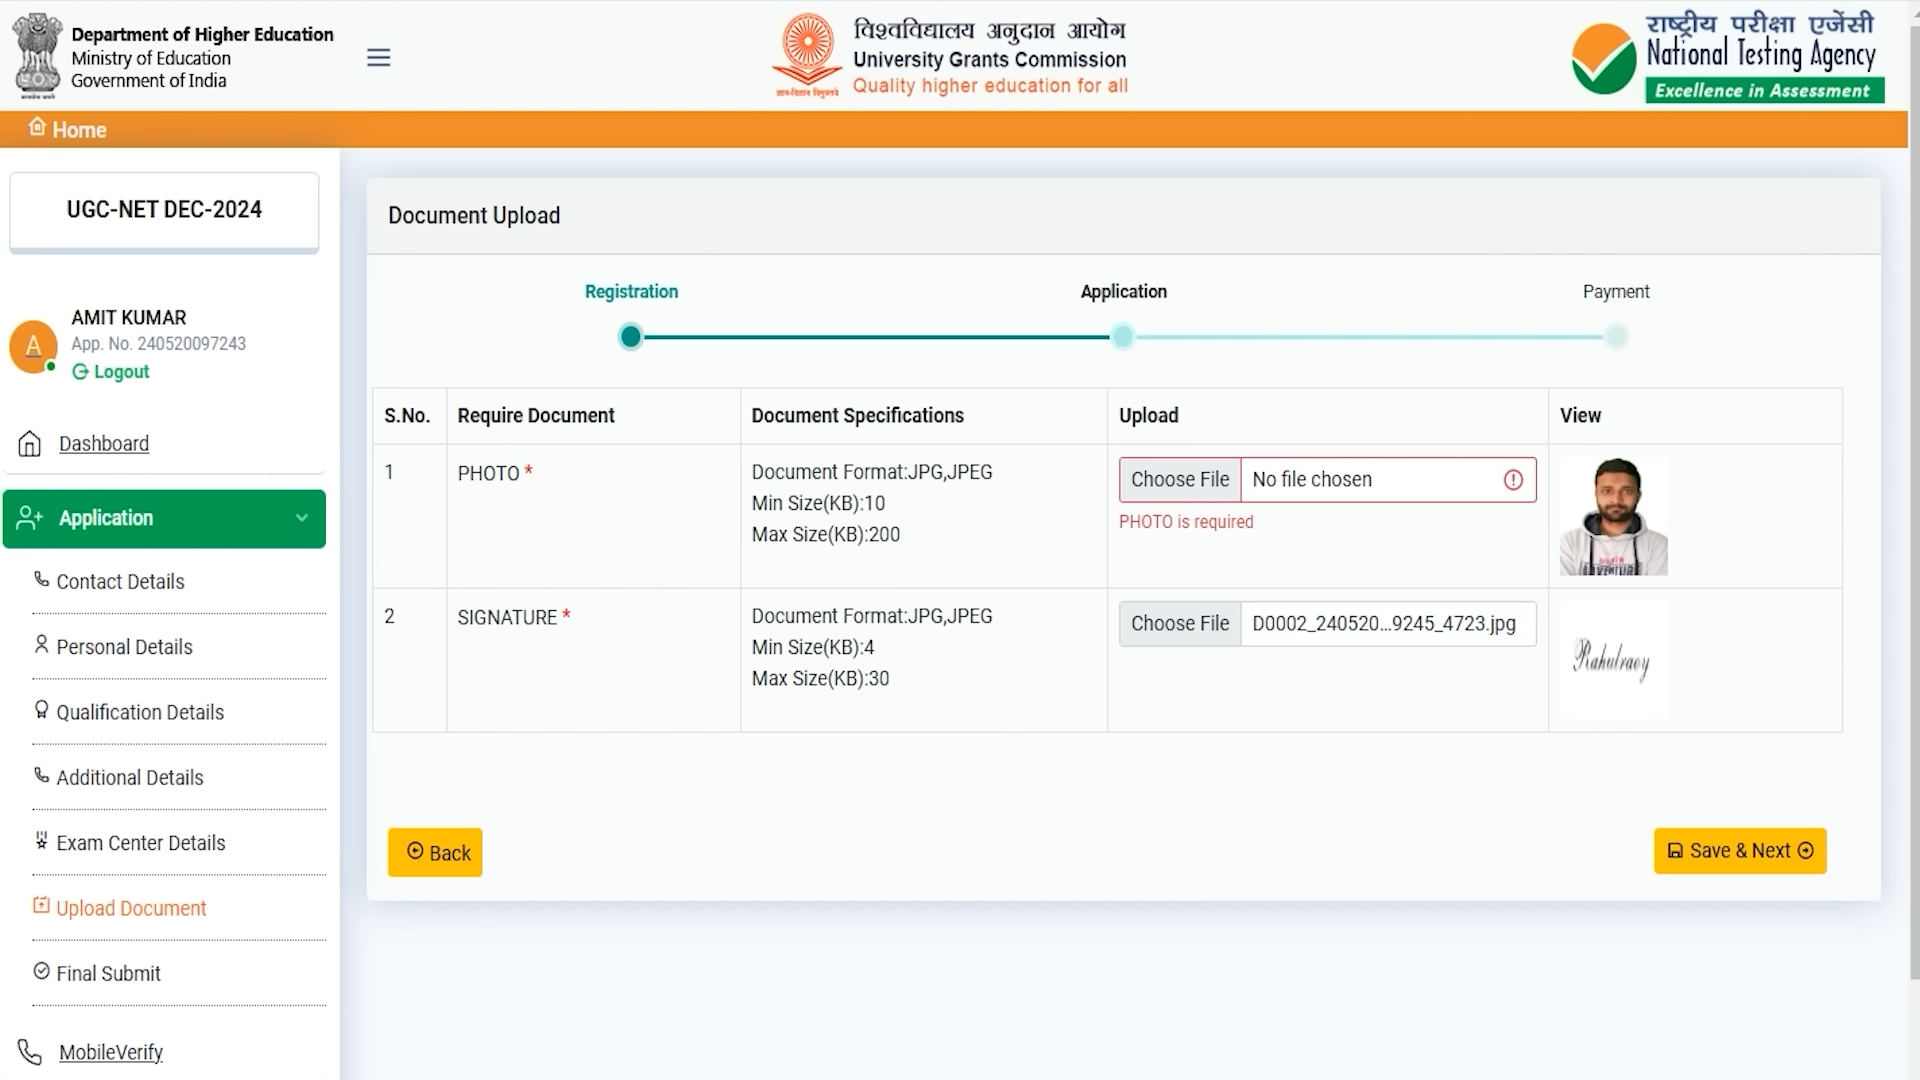 Department of Higher Education
Ministry of Education
Government of India
विश्वविद्यालय अनुदान आयोग
University Grants Commission
Quality higher education for all
ज्ञान-विज्ञान विमुक्तये
राष्ट्रीय परीक्षा एजेंसी
National Testing Agency
Excellence in Assessment
Home
UGC-NET DEC-2024
A
AMIT KUMAR
App. No. 240520097243
Logout
Dashboard
Application
Contact Details
Personal Details
Qualification Details
Additional Details
Exam Center Details
Upload Document
Final Submit
MobileVerify
Document Upload
Registration Application Payment
S.No. Require Document Document Specifications Upload View
1 PHOTO * Document Format:JPG,JPEG Choose File No file chosen
Min Size(KB):10
PHOTO is required
Max Size(KB):200
ADVENTURE
2 SIGNATURE * Document Format:JPG,JPEG Choose File D0002_240520...9245_4723.jpg
Min Size(KB):4
Rahulraoy
Max Size(KB):30
Back Save & Next